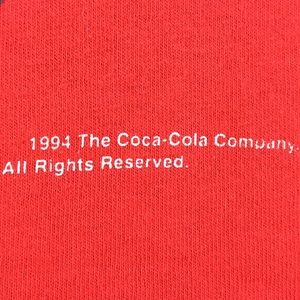 1994 The Coca-Cola Company.
All Rights Reserved.